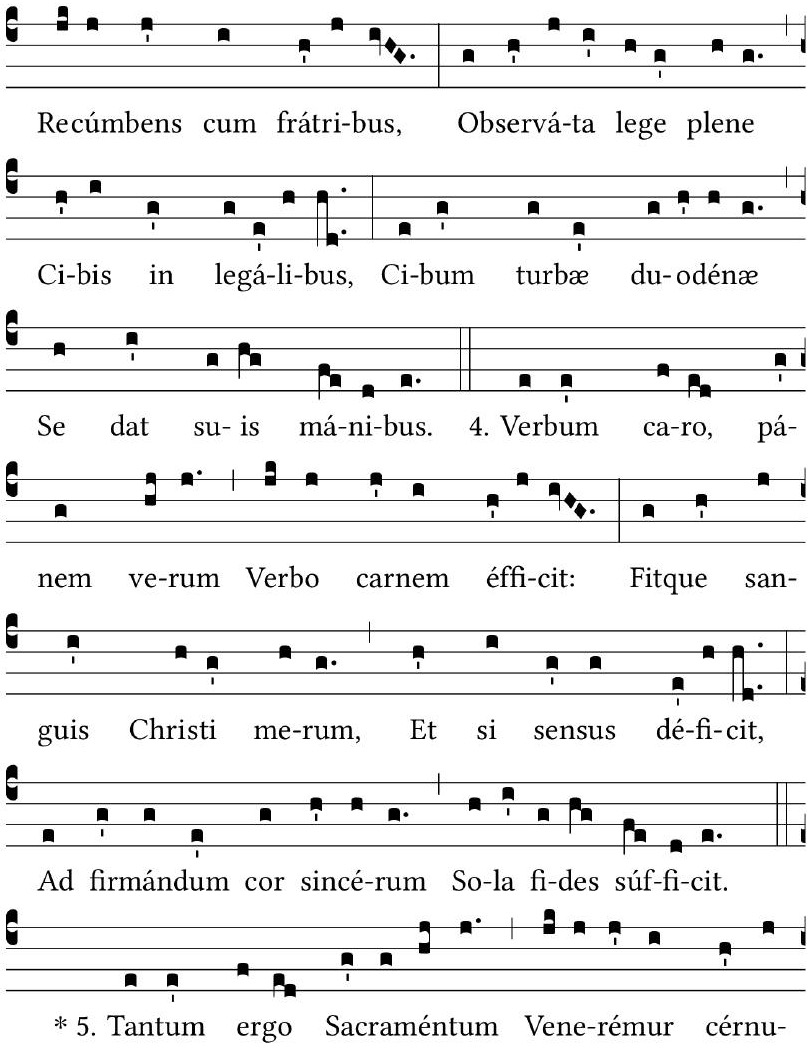 Recúmbens cum frátri-bus, Observá-ta lege plene
Ci-bis in legá-li-bus, Ci-bum turbæ du-odénæ
Se dat su-is má-ni-bus. 4. Verbum ca-ro, pá-
nem ve-rum Verbo carnem éffi-cit: Fitque san-
guis Christi me-rum, Et si sensus dé-fi-cit,
Ad firmándum cor sincé-rum So-la fi-des súf-fi-cit.
* 5. Tantum ergo Sacraméntum Vene-rémur cérnu-